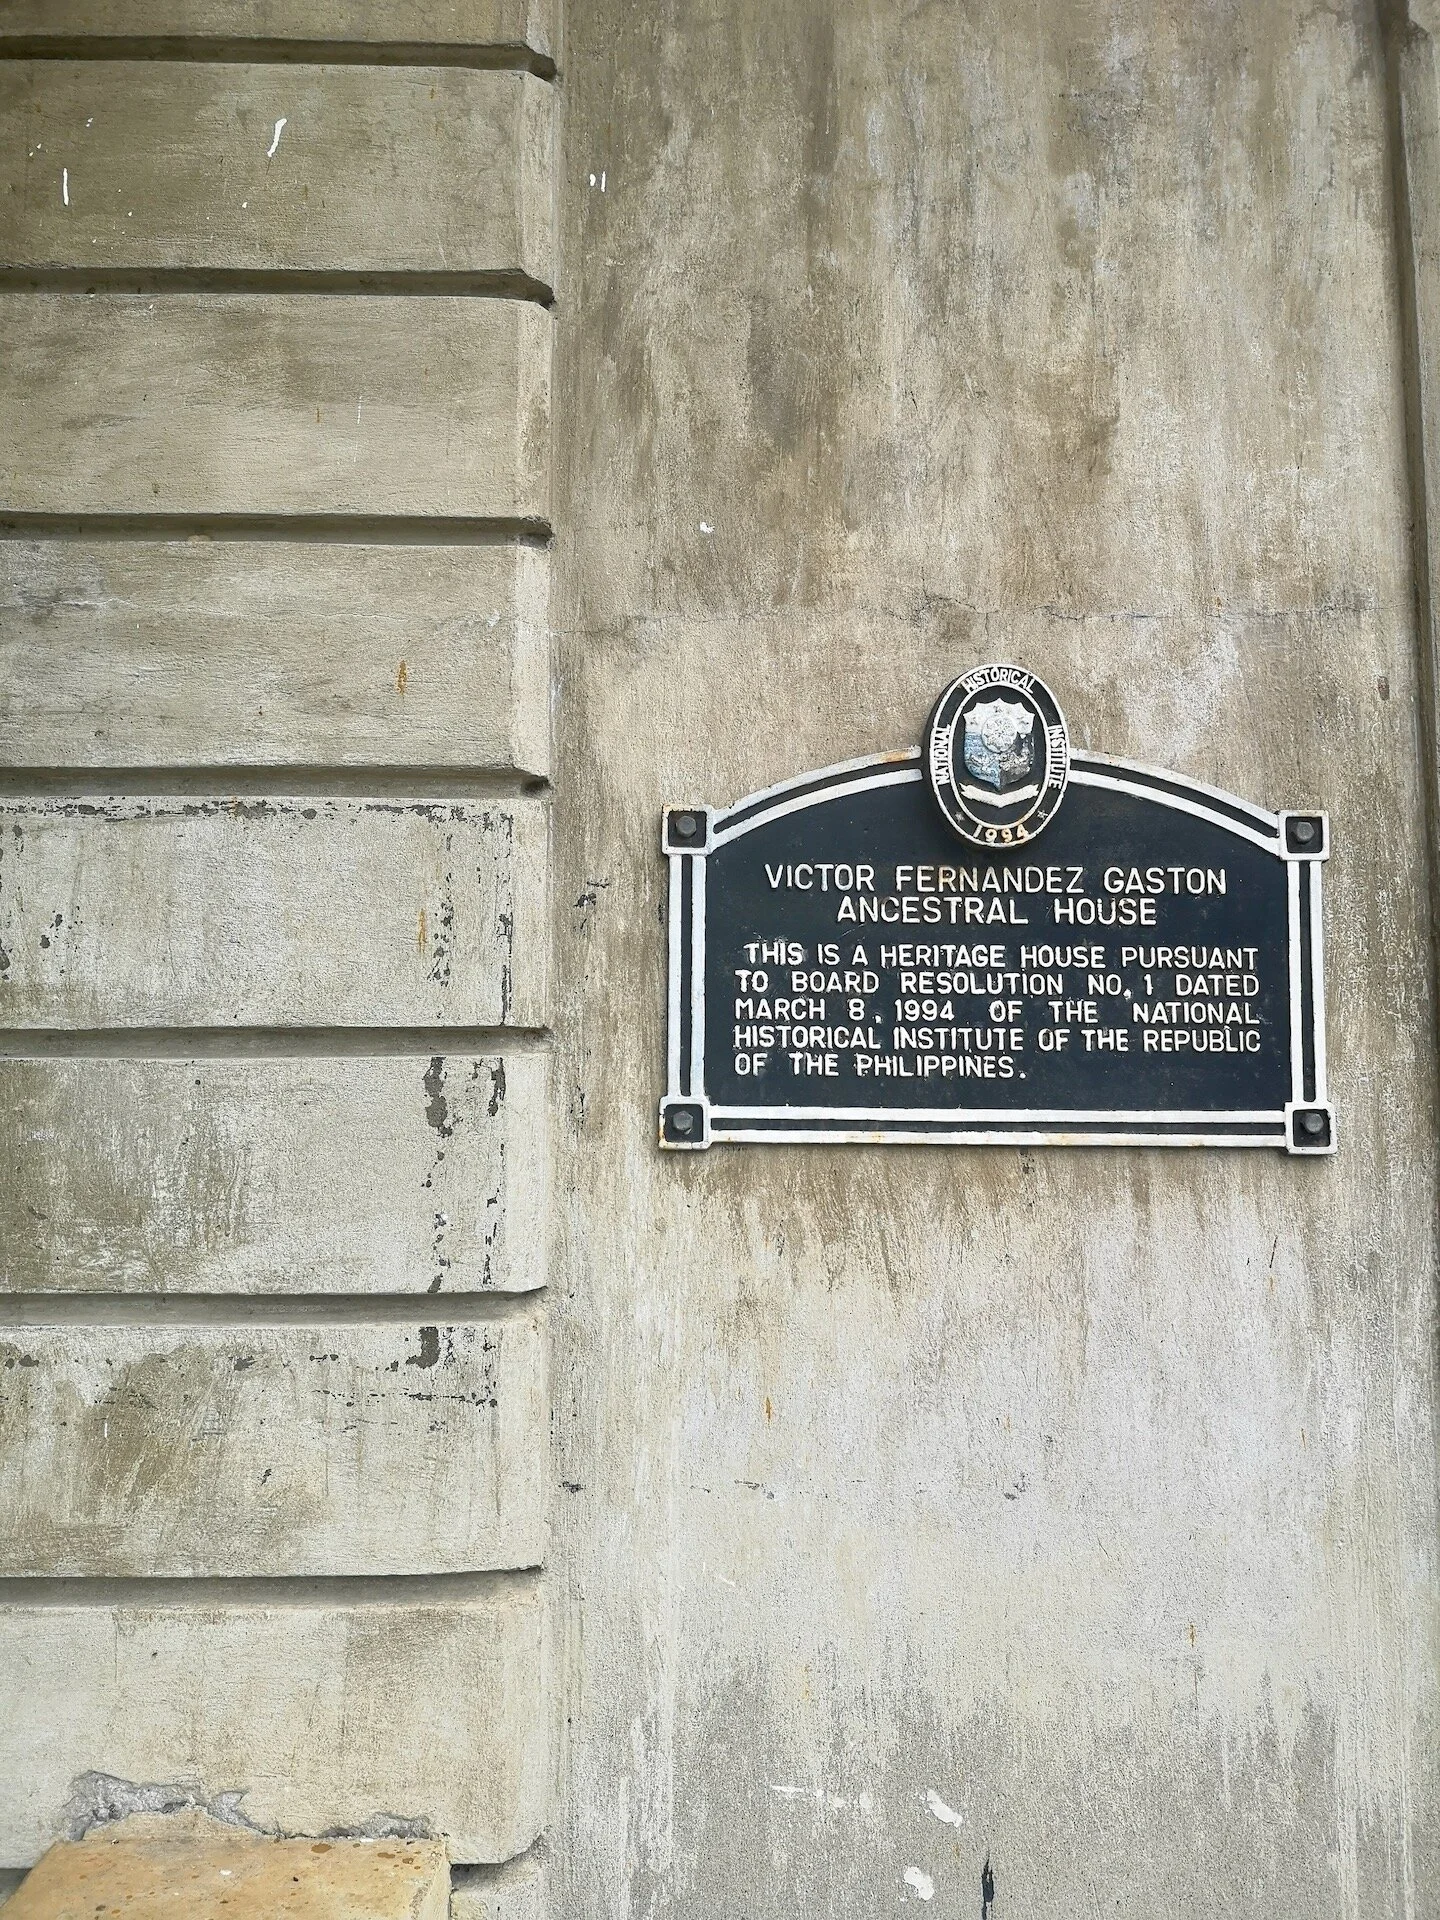 NATIONAL HISTORICAL INSTITUTE
1994
VICTOR FERNANDEZ GASTON
ANCESTRAL HOUSE
THIS IS A HERITAGE HOUSE PURSUANT
TO BOARD RESOLUTION NO. 1 DATED
MARCH 8, 1994 OF THE NATIONAL
HISTORICAL INSTITUTE OF THE REPUBLIC
OF THE PHILIPPINES.